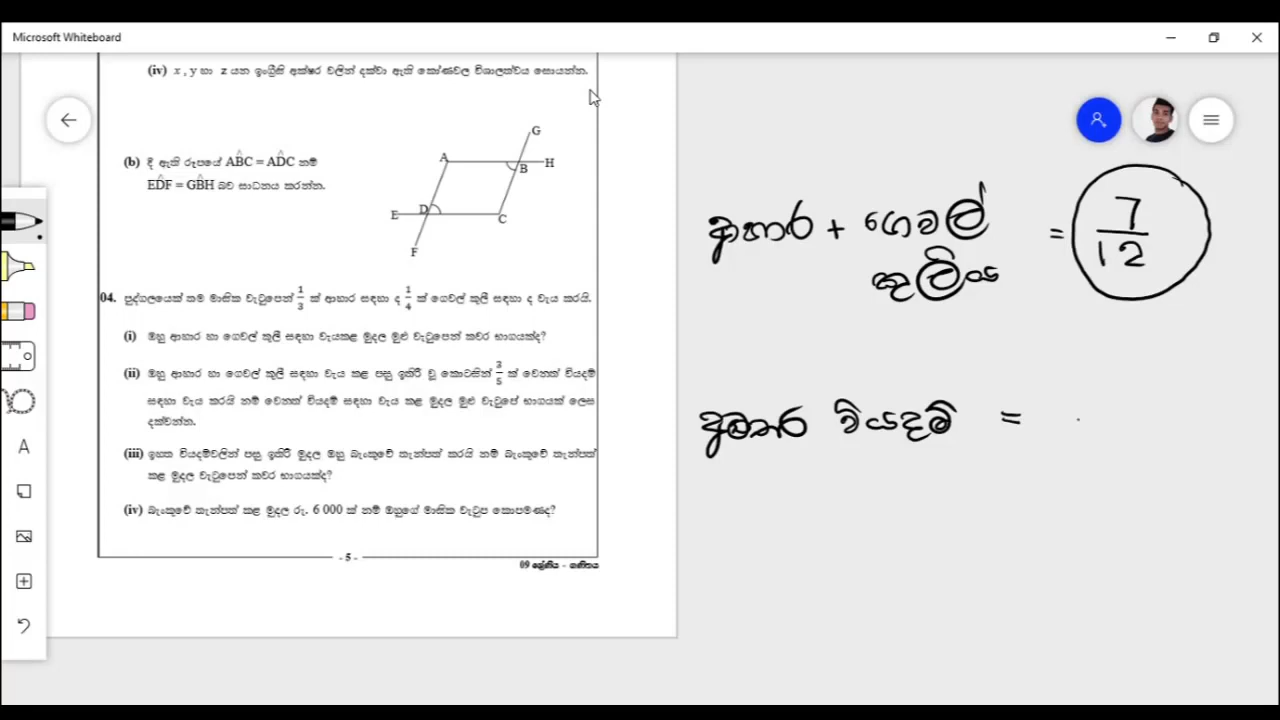 Microsoft Whiteboard
(iv) x , y හා z යන ඉංග්‍රීසි අක්ෂර වලින් දක්වා ඇති කෝණවල විශාලත්වය සොයන්න.
(b) දී ඇති රූපයේ ABC = ADC නම්
EDF = GBH බව සාධනය කරන්න.
G
A
B
H
E
D
C
F
04. පුද්ගලයෙක් තම මාසික වැටුපෙන් 1/3 ක් ආහාර සඳහා ද 1/4 ක් ගෙවල් කුලී සඳහා ද වැය කරයි.
(i) ඔහු ආහාර හා ගෙවල් කුලී සඳහා වැයකළ මුදල මුළු වැටුපෙන් කවර භාගයක්ද?
(ii) ඔහු ආහාර හා ගෙවල් කුලී සඳහා වැය කළ පසු ඉතිරි වූ කොටසින් 3/5 ක් වෙනත් වියදම්
සඳහා වැය කරයි නම් වෙනත් වියදම් සඳහා වැය කළ මුදල මුළු වැටුපේ භාගයක් ලෙස
දක්වන්න.
(iii) ඉහත වියදම්වලින් පසු ඉතිරි මුදල ඔහු බැංකුවේ තැන්පත් කරයි නම් බැංකුවේ තැන්පත්
කළ මුදල වැටුපෙන් කවර භාගයක්ද?
(iv) බැංකුවේ තැන්පත් කළ මුදල රු. 6 000 ක් නම් ඔහුගේ මාසික වැටුප කොපමණද?
- 5 -
09 ශ්‍රේණිය - ගණිතය
ආහාර + ගෙවල් = 7/12
කුලිය
අමතර වියදම් =
A